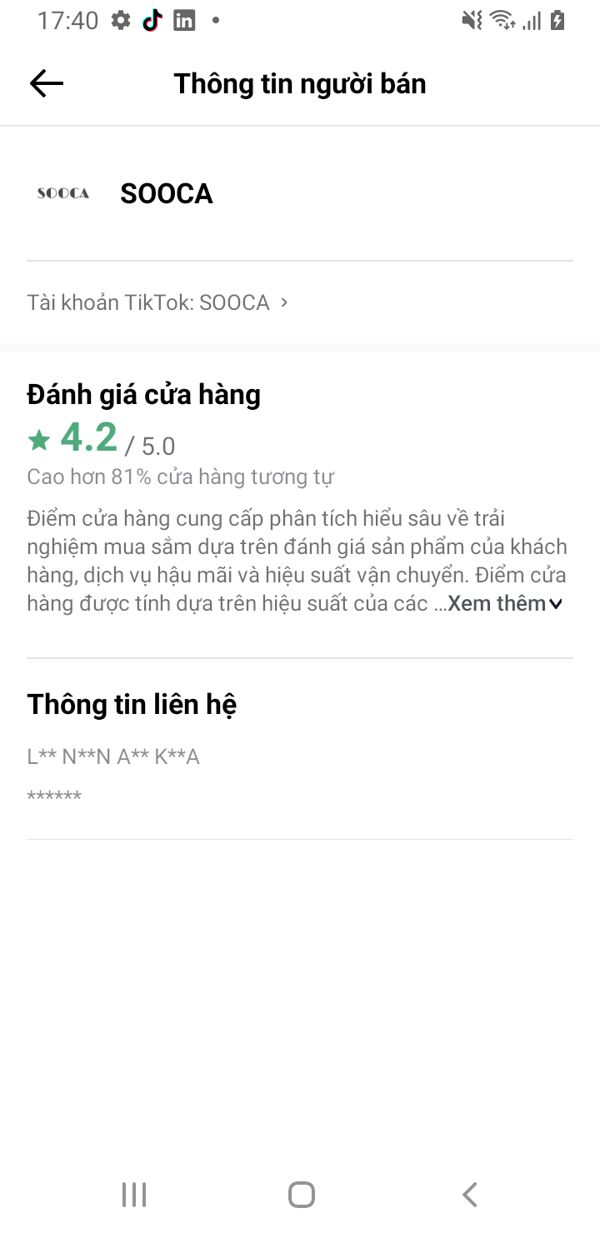 17:40
Thông tin người bán
SOOCA SOOCA
Tài khoản TikTok: SOOCA >
Đánh giá cửa hàng
4.2 / 5.0
Cao hơn 81% cửa hàng tương tự
Điểm cửa hàng cung cấp phân tích hiểu sâu về trải
nghiệm mua sắm dựa trên đánh giá sản phẩm của khách
hàng, dịch vụ hậu mãi và hiệu suất vận chuyển. Điểm cửa
hàng được tính dựa trên hiệu suất của các ...Xem thêm
Thông tin liên hệ
L** N**N A** K**A
******